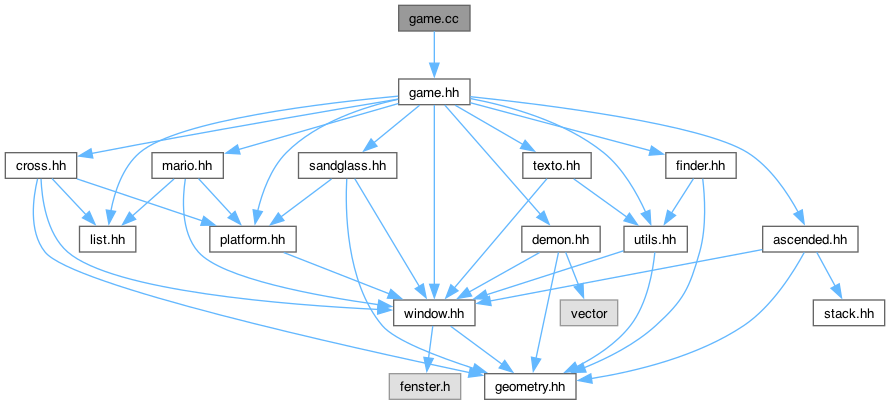 game.cc
game.hh
cross.hh
mario.hh
sandglass.hh
texto.hh
finder.hh
list.hh
platform.hh
demon.hh
utils.hh
ascended.hh
window.hh
vector
stack.hh
fenster.h
geometry.hh